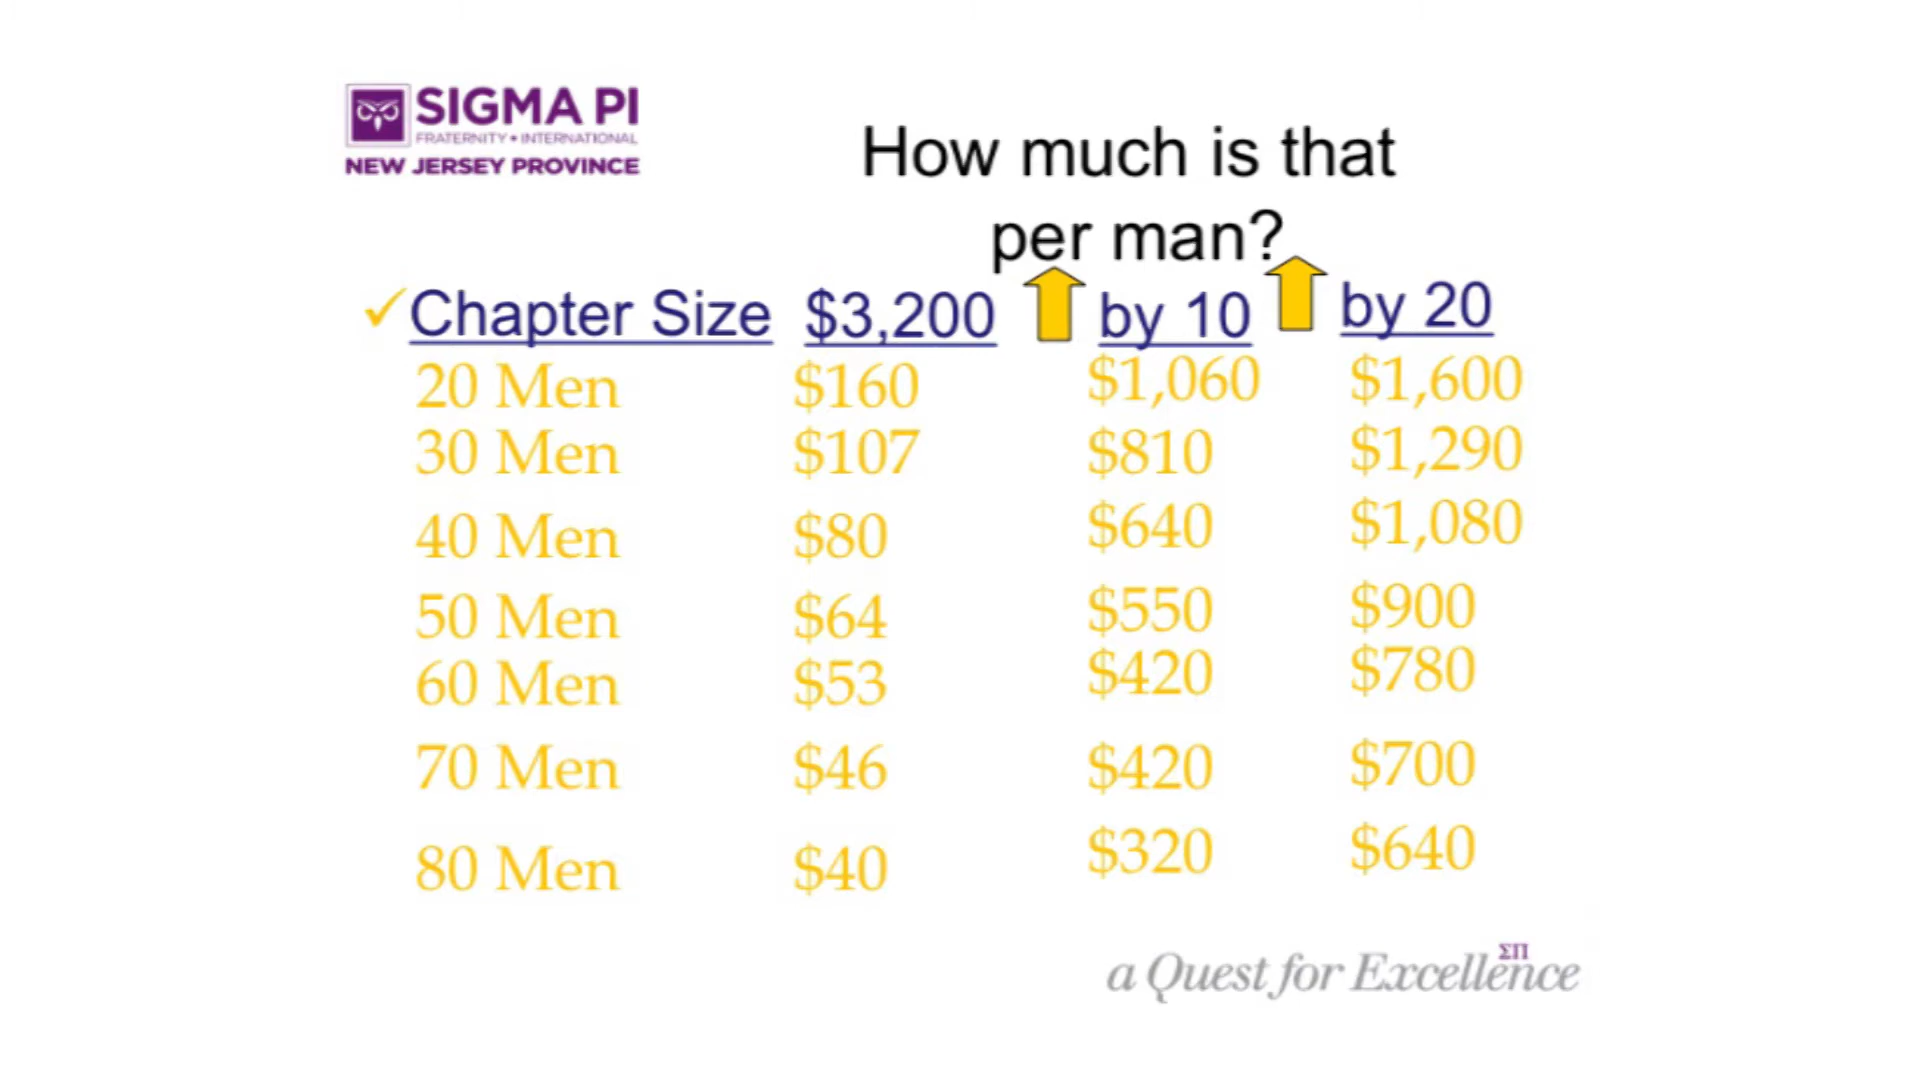 SIGMA PI
FRATERNITY • INTERNATIONAL
NEW JERSEY PROVINCE
How much is that
per man?
✓Chapter Size $3,200 by 10 by 20
20 Men $160 $1,060 $1,600
30 Men $107 $810 $1,290
40 Men $80 $640 $1,080
50 Men $64 $550 $900
60 Men $53 $420 $780
70 Men $46 $420 $700
80 Men $40 $320 $640
ΣΠ
a Quest for Excellence